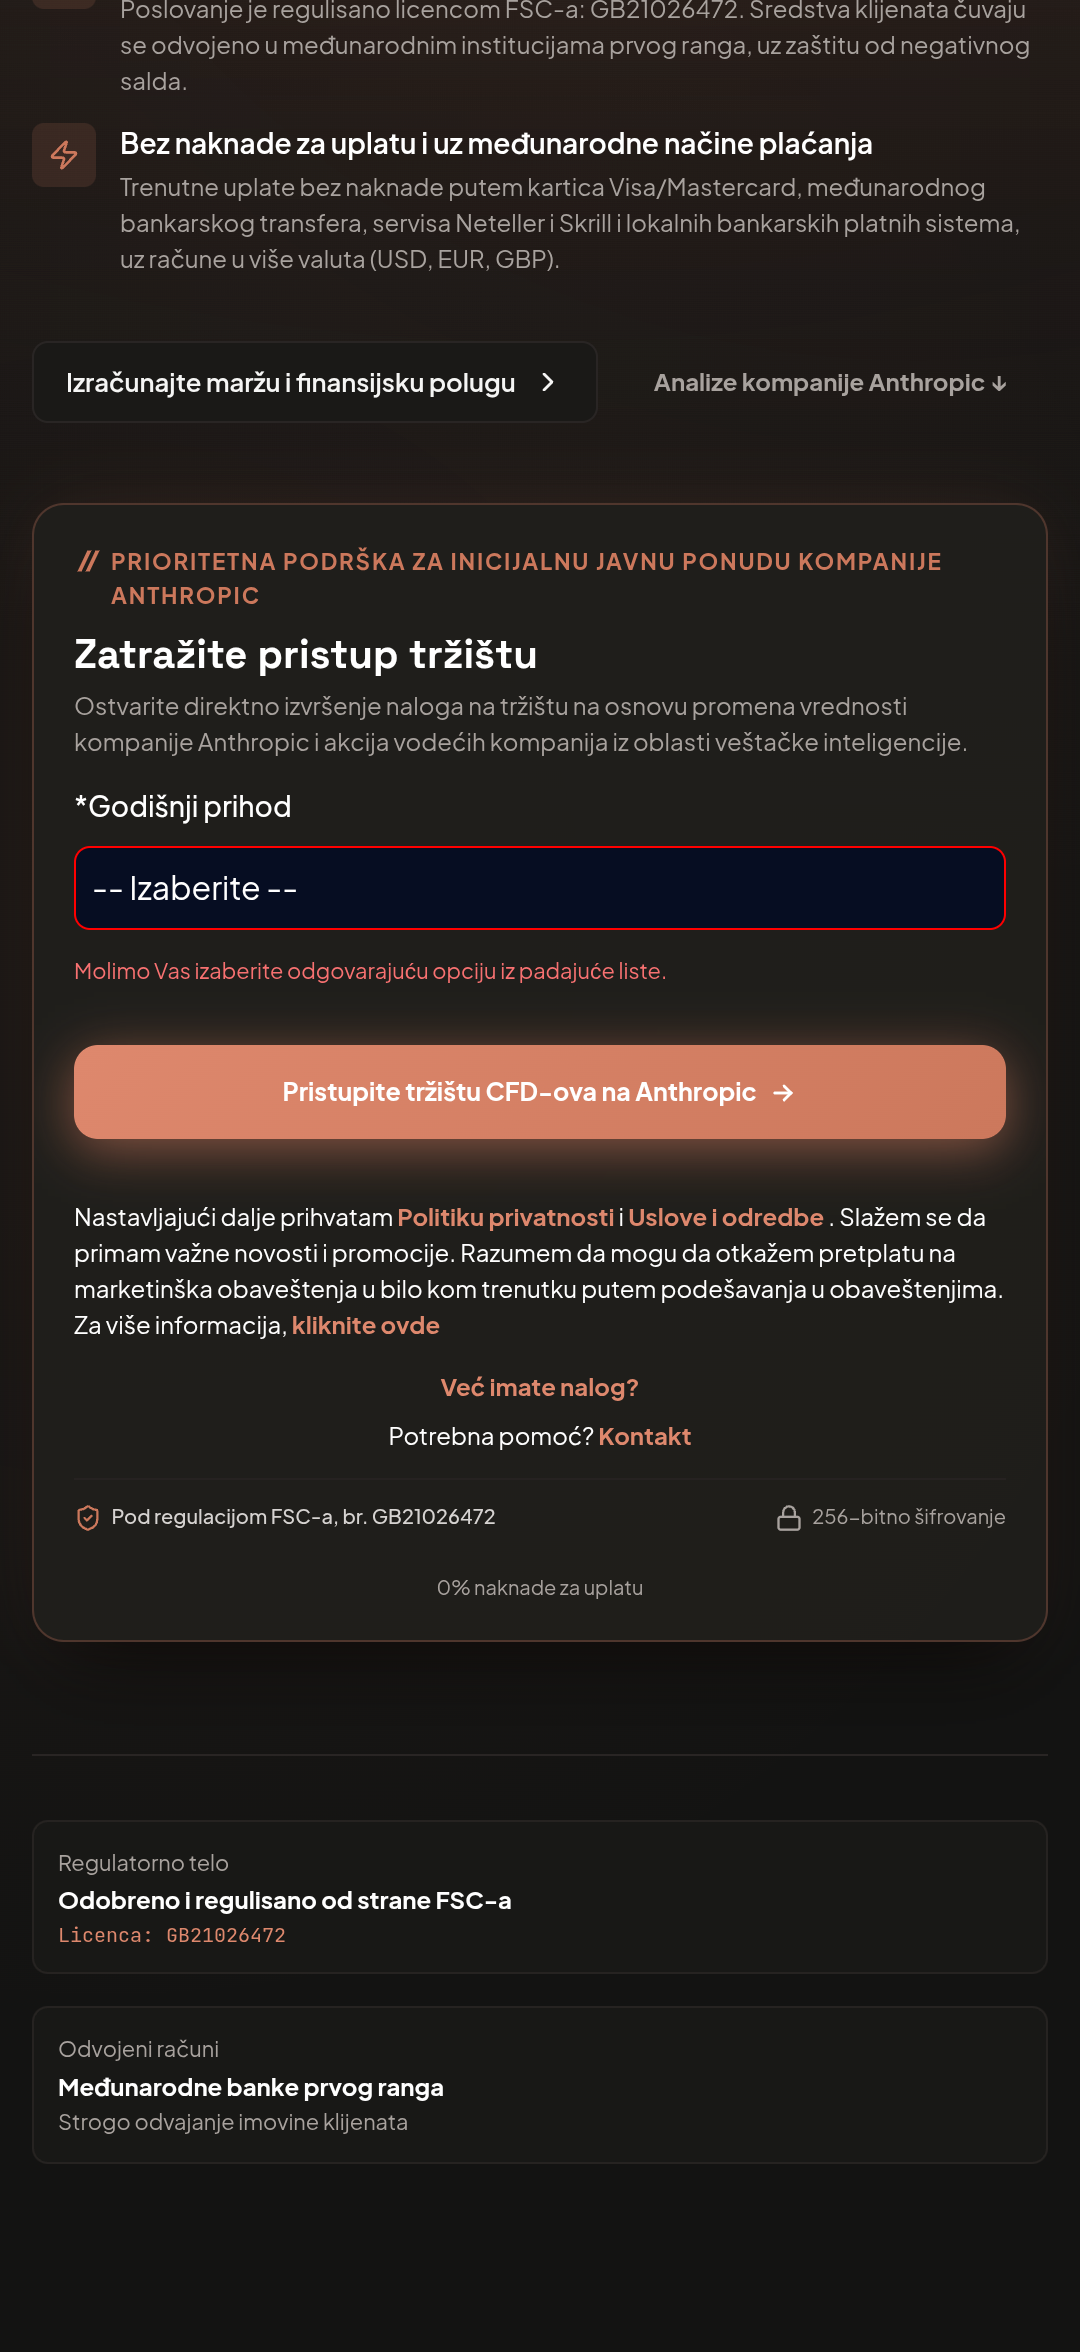 Poslovanje je regulisano licencom FSC-a: GB21026472. Sredstva klijenata čuvaju
se odvojeno u međunarodnim institucijama prvog ranga, uz zaštitu od negativnog
salda.
Bez naknade za uplatu i uz međunarodne načine plaćanja
Trenutne uplate bez naknade putem kartica Visa/Mastercard, međunarodnog
bankarskog transfera, servisa Neteller i Skrill i lokalnih bankarskih platnih sistema,
uz račune u više valuta (USD, EUR, GBP).
Izračunajte maržu i finansijsku polugu
Analize kompanije Anthropic ↓
// PRIORITETNA PODRŠKA ZA INICIJALNU JAVNU PONUDU KOMPANIJE
ANTHROPIC
Zatražite pristup tržištu
Ostvarite direktno izvršenje naloga na tržištu na osnovu promena vrednosti
kompanije Anthropic i akcija vodećih kompanija iz oblasti veštačke inteligencije.
*Godišnji prihod
-- Izaberite --
Molimo Vas izaberite odgovarajuću opciju iz padajuće liste.
Pristupite tržištu CFD-ova na Anthropic →
Nastavljajući dalje prihvatam Politiku privatnosti i Uslove i odredbe . Slažem se da
primam važne novosti i promocije. Razumem da mogu da otkažem pretplatu na
marketinška obaveštenja u bilo kom trenutku putem podešavanja u obaveštenjima.
Za više informacija, kliknite ovde
Već imate nalog?
Potrebna pomoć? Kontakt
Pod regulacijom FSC-a, br. GB21026472
256-bitno šifrovanje
0% naknade za uplatu
Regulatorno telo
Odobreno i regulisano od strane FSC-a
Licenca: GB21026472
Odvojeni računi
Međunarodne banke prvog ranga
Strogo odvajanje imovine klijenata